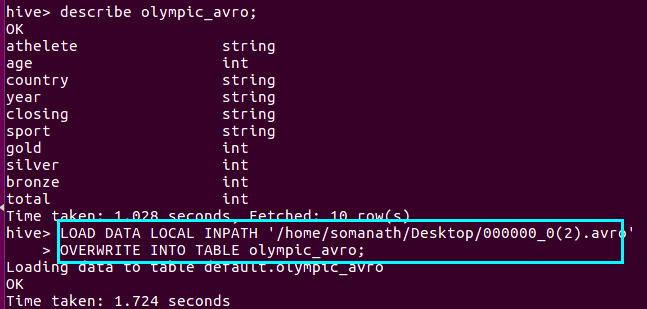 hive> describe olympic_avro;
OK
athelete string
age int
country string
year string
closing string
sport string
gold int
silver int
bronze int
total int
Time taken: 1.028 seconds, Fetched: 10 row(s)
hive> LOAD DATA LOCAL INPATH '/home/somanath/Desktop/000000_0(2).avro'
> OVERWRITE INTO TABLE olympic_avro;
Loading data to table default.olympic_avro
OK
Time taken: 1.724 seconds